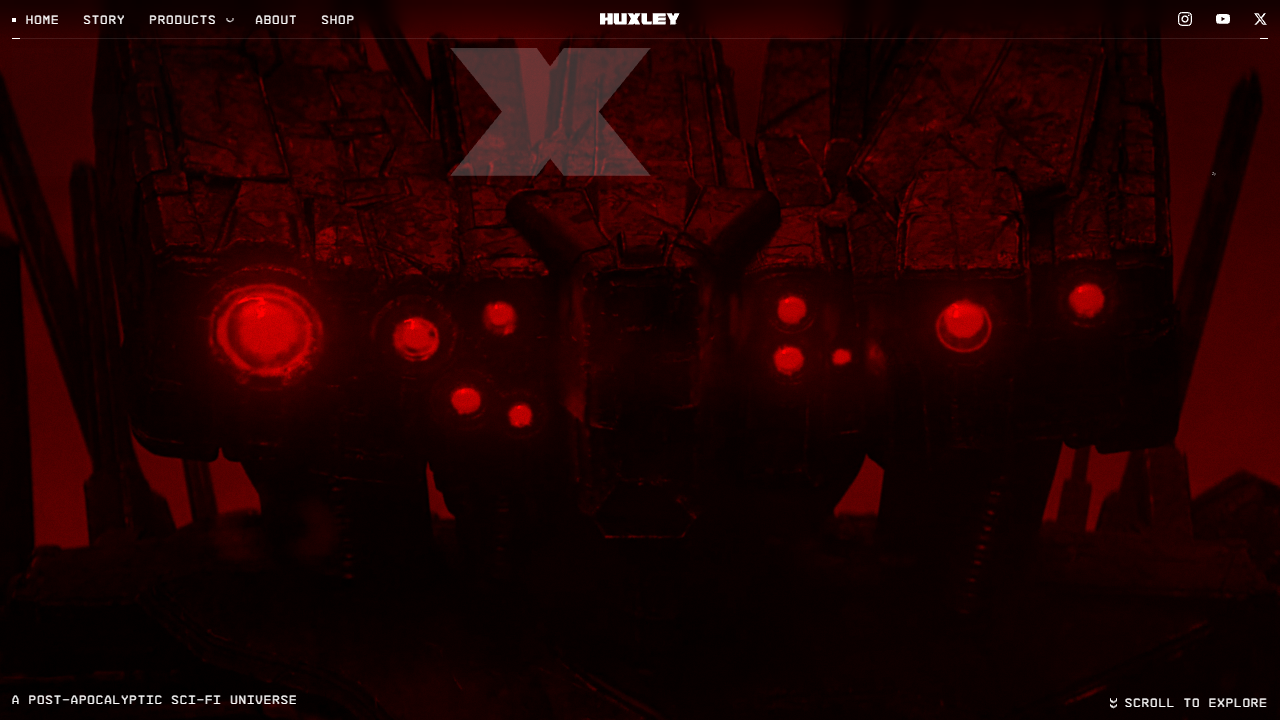 HOME STORY PRODUCTS ABOUT SHOP
HUXLEY
X
A POST-APOCALYPTIC SCI-FI UNIVERSE
SCROLL TO EXPLORE